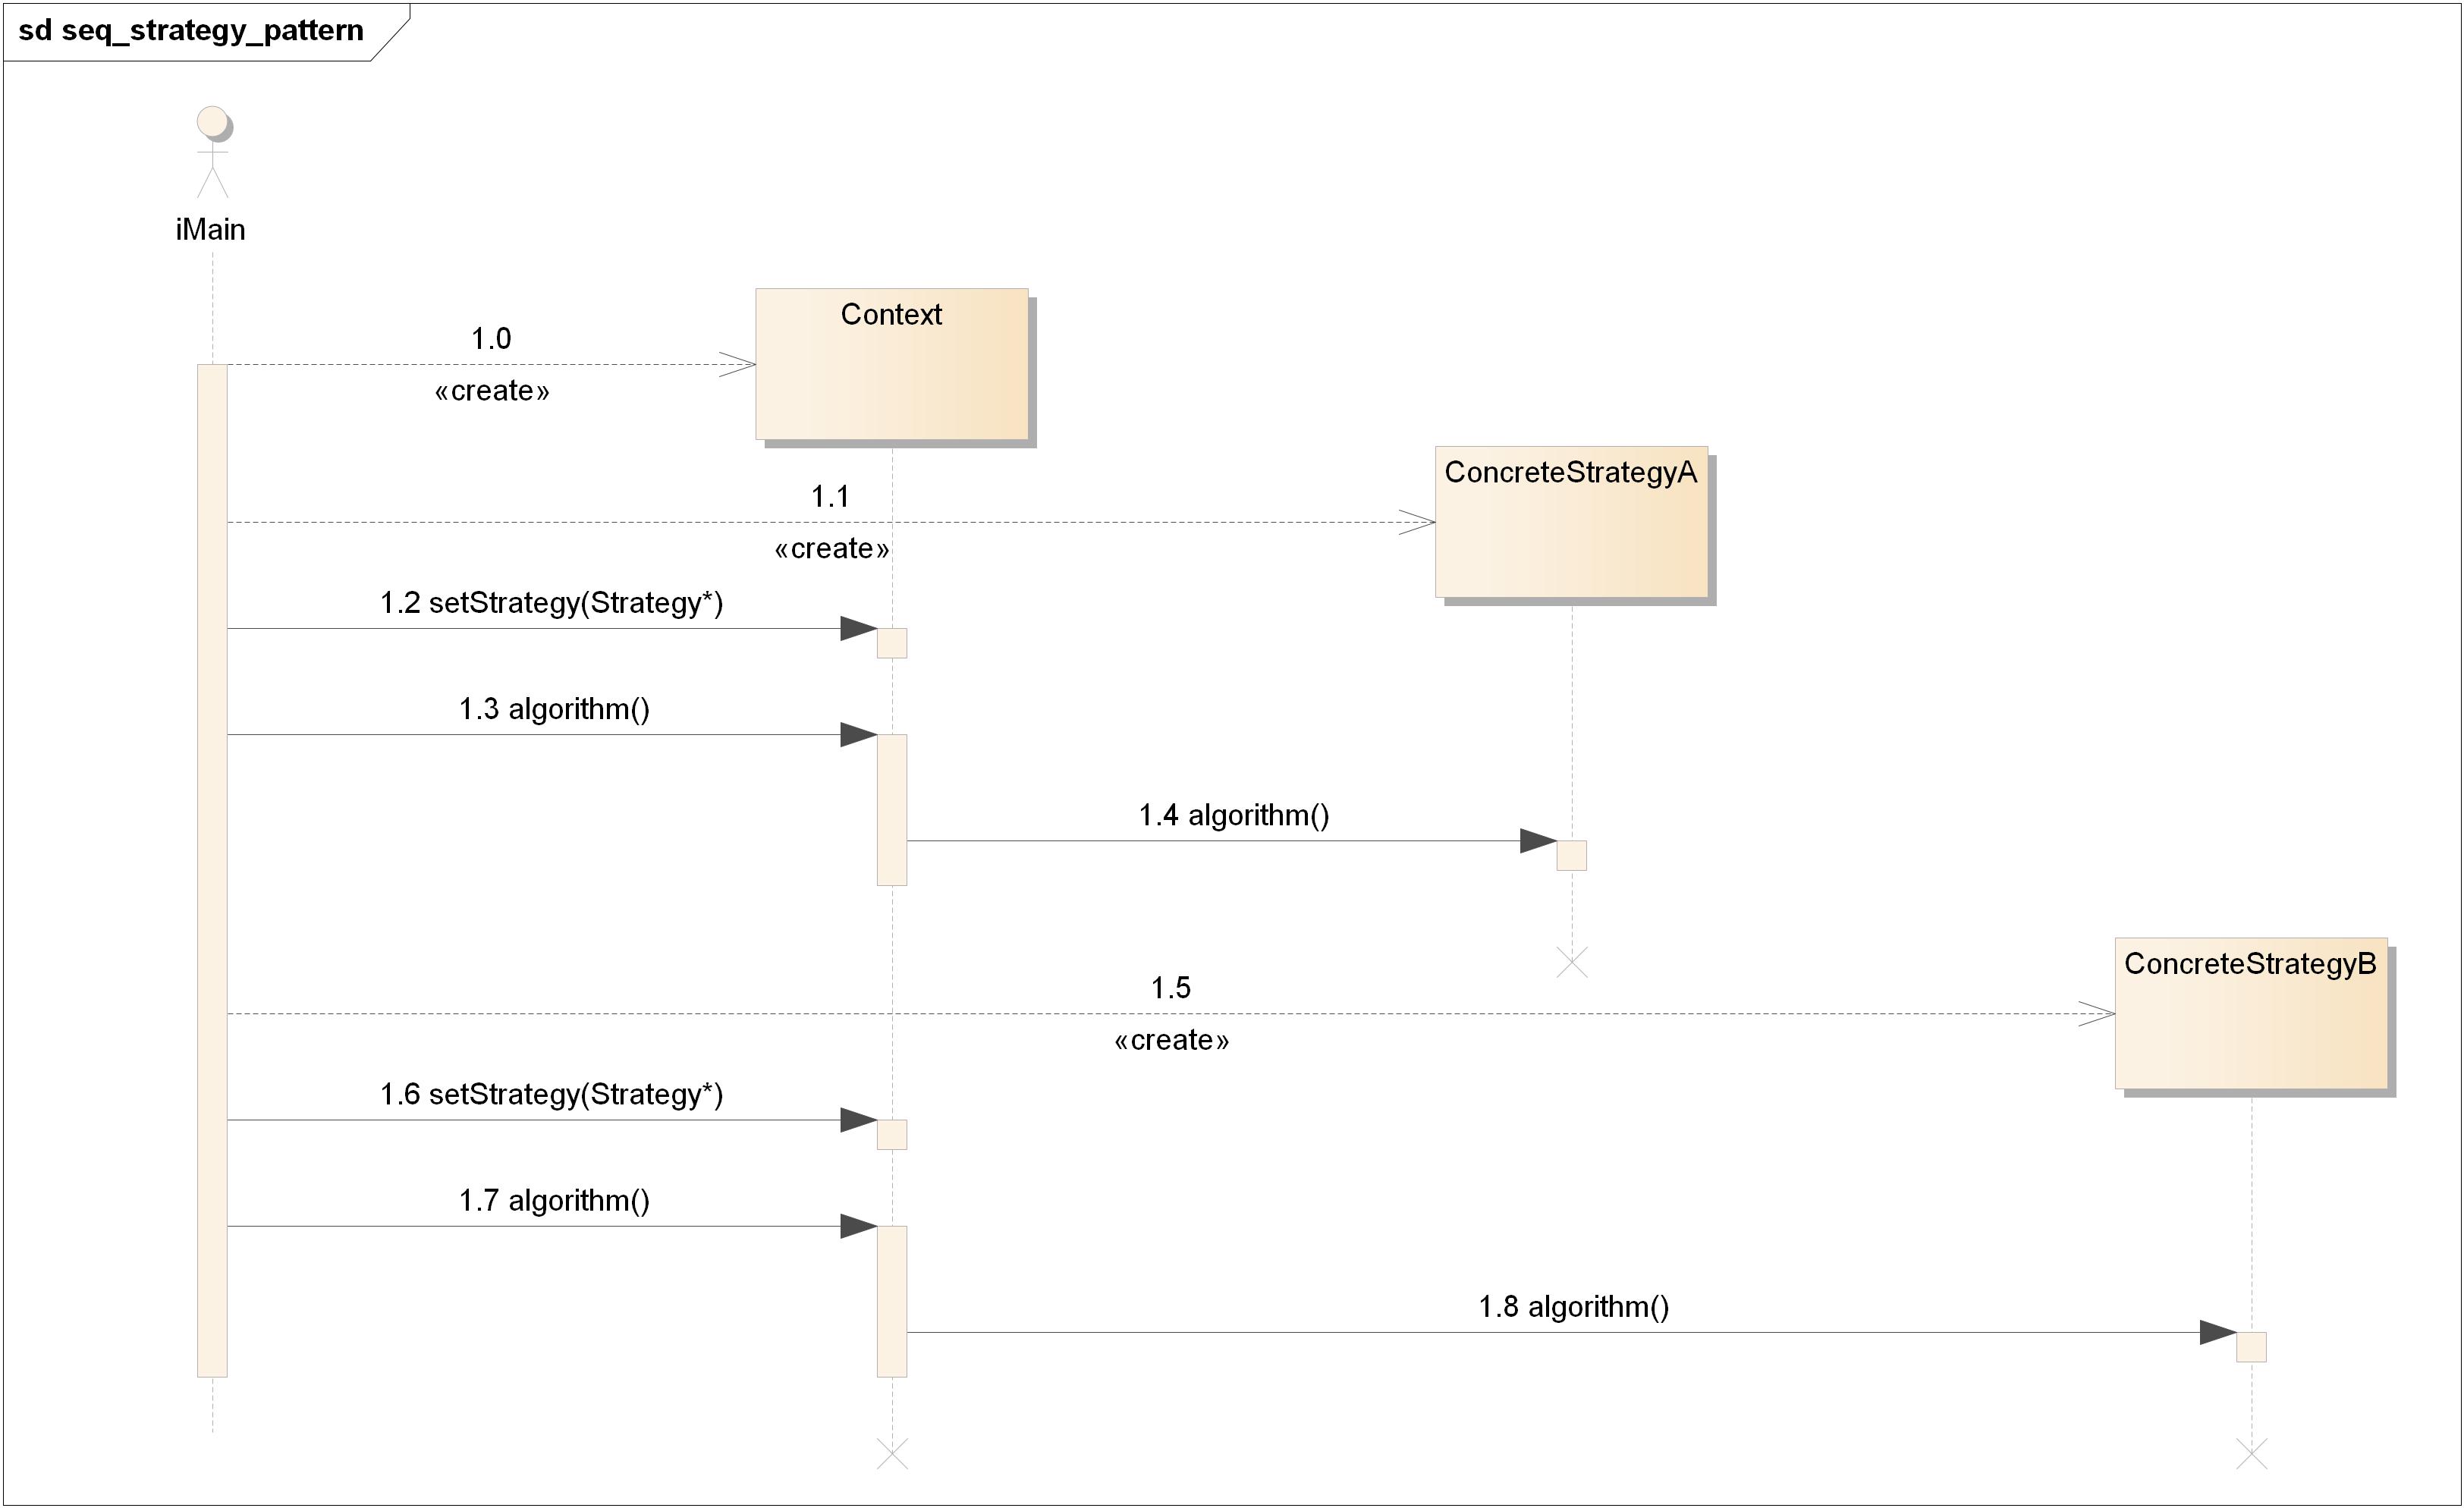 sd seq_strategy_pattern
iMain
Context
1.0
«create»
ConcreteStrategyA
1.1
«create»
1.2 setStrategy(Strategy*)
1.3 algorithm()
1.4 algorithm()
ConcreteStrategyB
1.5
«create»
1.6 setStrategy(Strategy*)
1.7 algorithm()
1.8 algorithm()